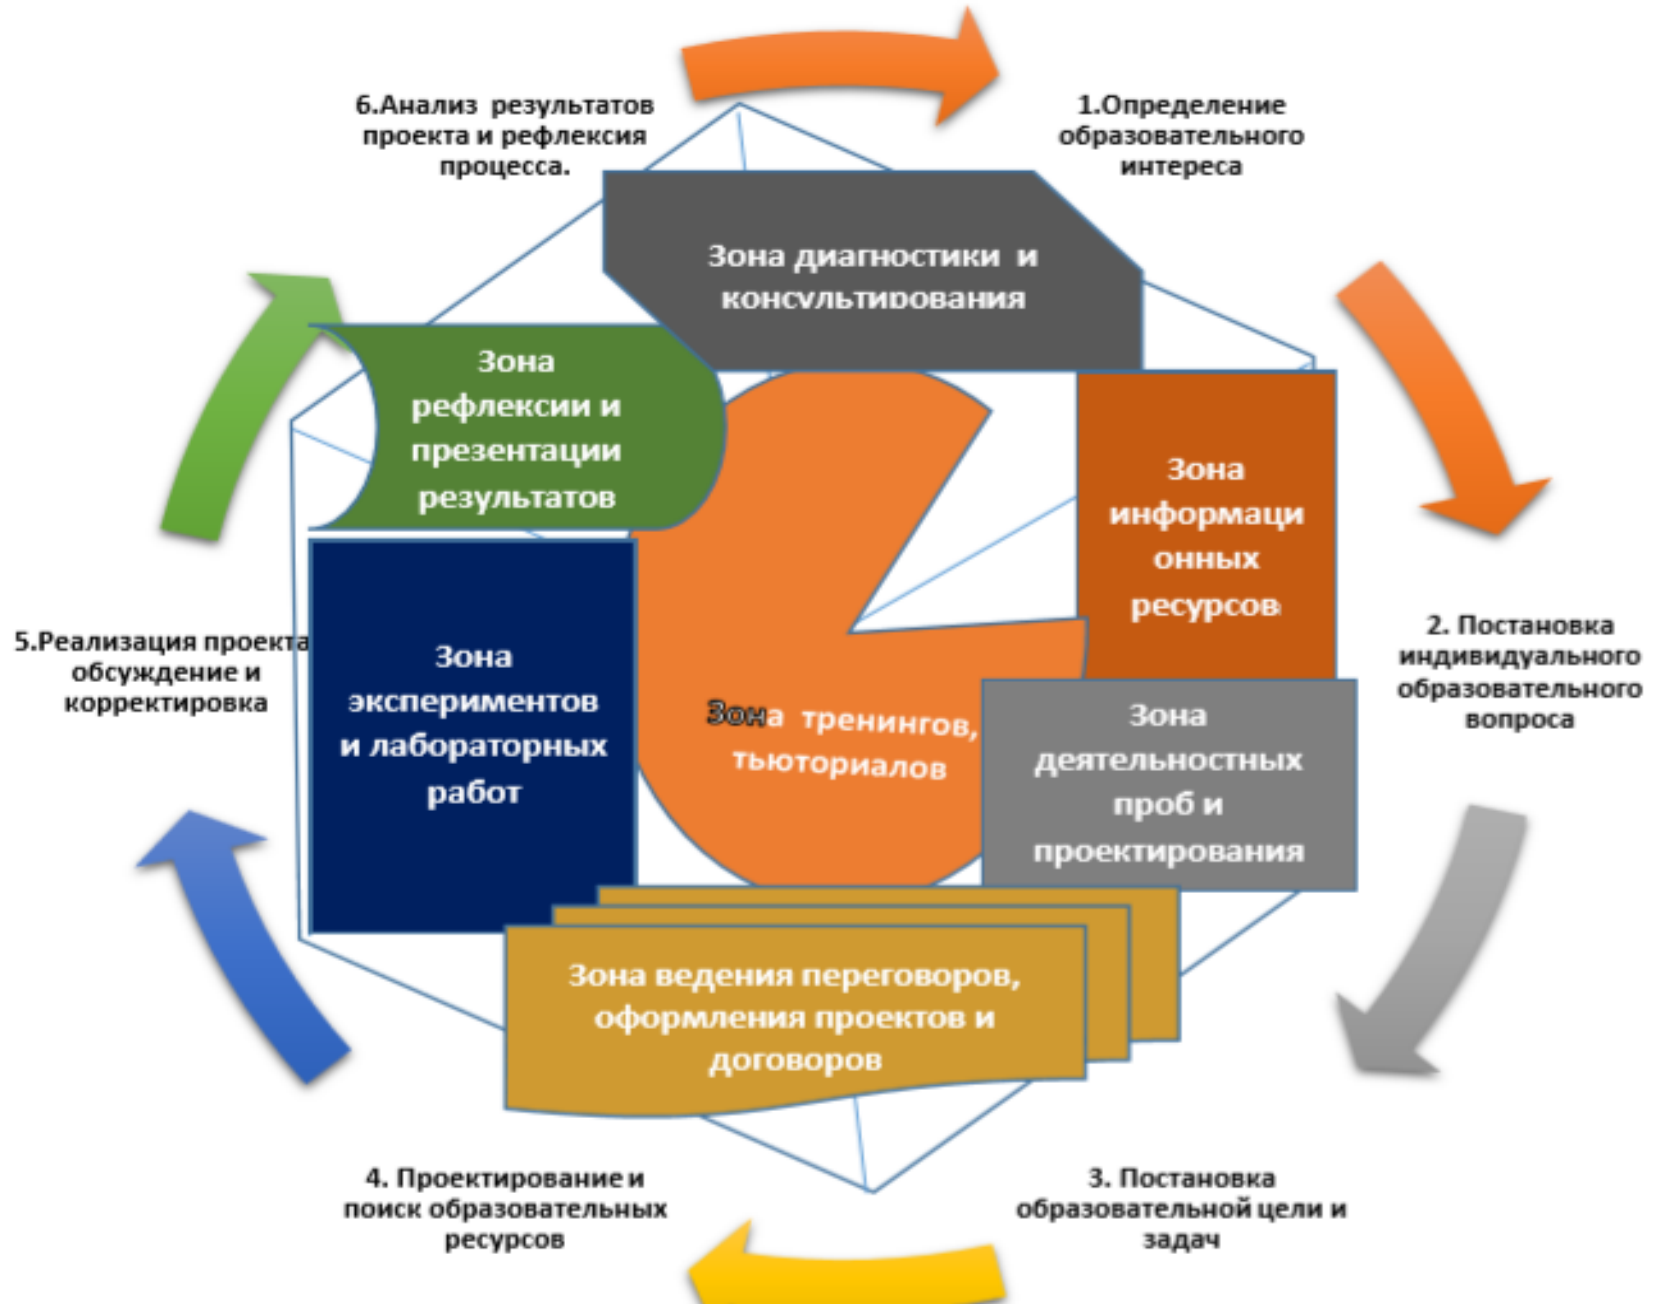 6.Анализ результатов
проекта и рефлексия
процесса.
1.Определение
образовательного
интереса
Зона диагностики и
консультирования
Зона
рефлексии и
презентации
результатов
Зона
информаци
онных
ресурсов
2. Постановка
индивидуального
образовательного
вопроса
5.Реализация проекта
обсуждение и
корректировка
Зона
экспериментов
и лабораторных
работ
Зона тренингов,
тьюториалов
Зона
деятельностных
проб и
проектирования
Зона ведения переговоров,
оформления проектов и
договоров
4. Проектирование и
поиск образовательных
ресурсов
3. Постановка
образовательной цели и
задач